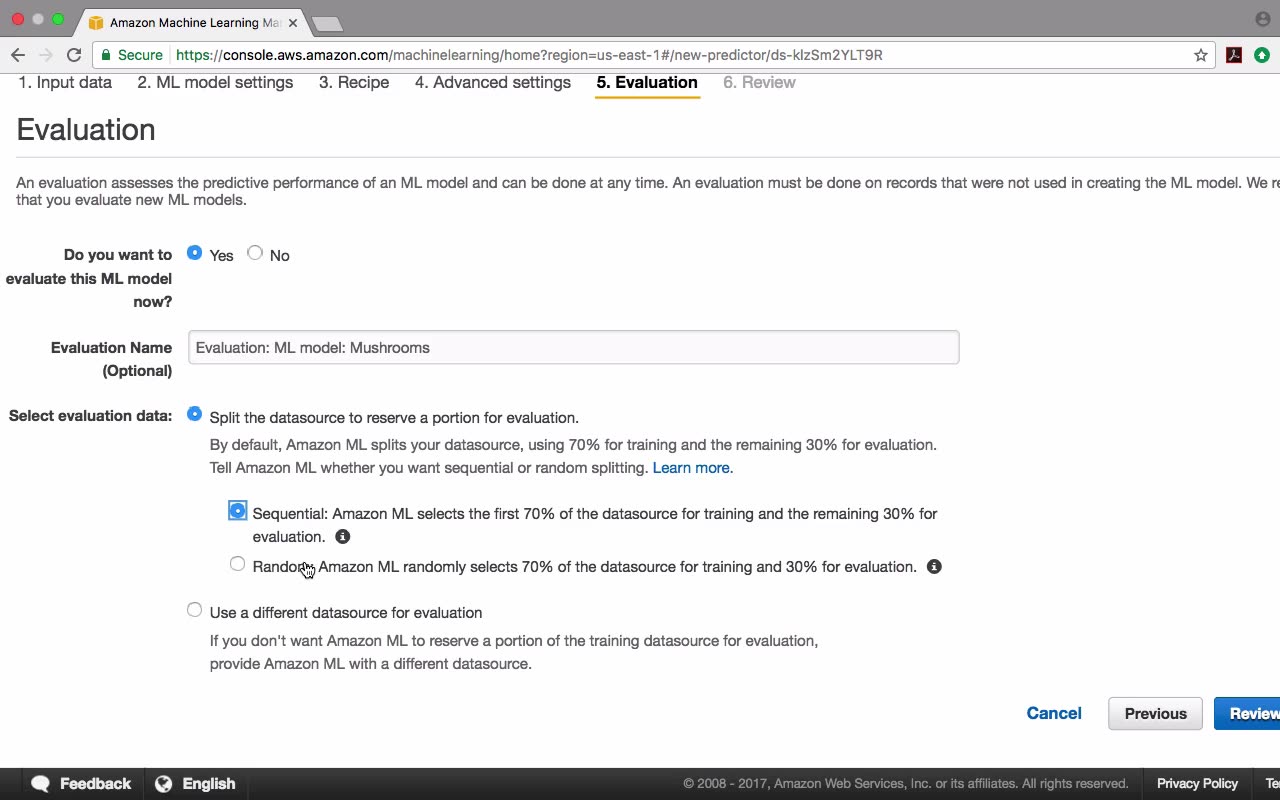 Amazon Machine Learning Ma
Secure https://console.aws.amazon.com/machinelearning/home?region=us-east-1#/new-predictor/ds-kIzSm2YLT9R
1. Input data 2. ML model settings 3. Recipe 4. Advanced settings 5. Evaluation 6. Review
Evaluation
An evaluation assesses the predictive performance of an ML model and can be done at any time. An evaluation must be done on records that were not used in creating the ML model. We re
that you evaluate new ML models.
Do you want to
evaluate this ML model
now?
Yes No
Evaluation Name
(Optional)
Evaluation: ML model: Mushrooms
Select evaluation data:
Split the datasource to reserve a portion for evaluation.
By default, Amazon ML splits your datasource, using 70% for training and the remaining 30% for evaluation.
Tell Amazon ML whether you want sequential or random splitting. Learn more.
Sequential: Amazon ML selects the first 70% of the datasource for training and the remaining 30% for
evaluation.
Random: Amazon ML randomly selects 70% of the datasource for training and 30% for evaluation.
Use a different datasource for evaluation
If you don't want Amazon ML to reserve a portion of the training datasource for evaluation,
provide Amazon ML with a different datasource.
Cancel Previous Review
Feedback English © 2008 - 2017, Amazon Web Services, Inc. or its affiliates. All rights reserved. Privacy Policy Te